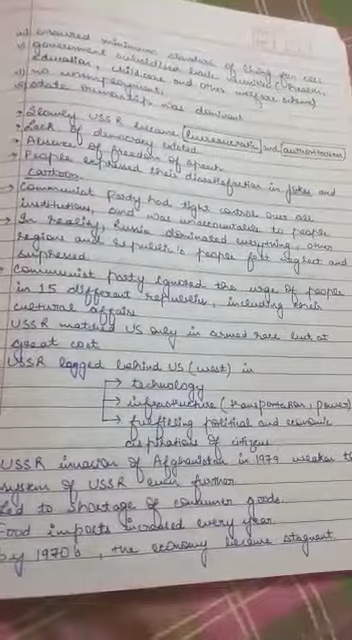 iv) ensured minimum standard of living for all
v) government subsidised basic necessities (health,
education, childcare and other welfare schemes)
vi) no unemployment
vii) state ownership was dominant
→ Slowly USSR became bureaucratic and authoritarian
→ Lack of democracy existed
→ Absence of freedom of speech
→ People expressed their dissatisfaction in jokes and
cartoons
→ Communist Party had tight control over all
institutions, and was unaccountable to people
→ In reality, Russia dominated everything, other
regions and republic's people felt neglect and
suppressed
→ Communist party ignored the urge of people
in 15 different republics, including their
cultural affairs
USSR matched US only in armed race but at
great cost
USSR lagged behind US (west) in
→ technology
→ infrastructure (transportation, power)
→ fulfilling political and economic
aspirations of citizens
USSR invasion of Afghanistan in 1979 weaken the
system of USSR even further
Led to shortage of consumer goods.
Food imports increased every year
By 1970s, the economy became stagnant.